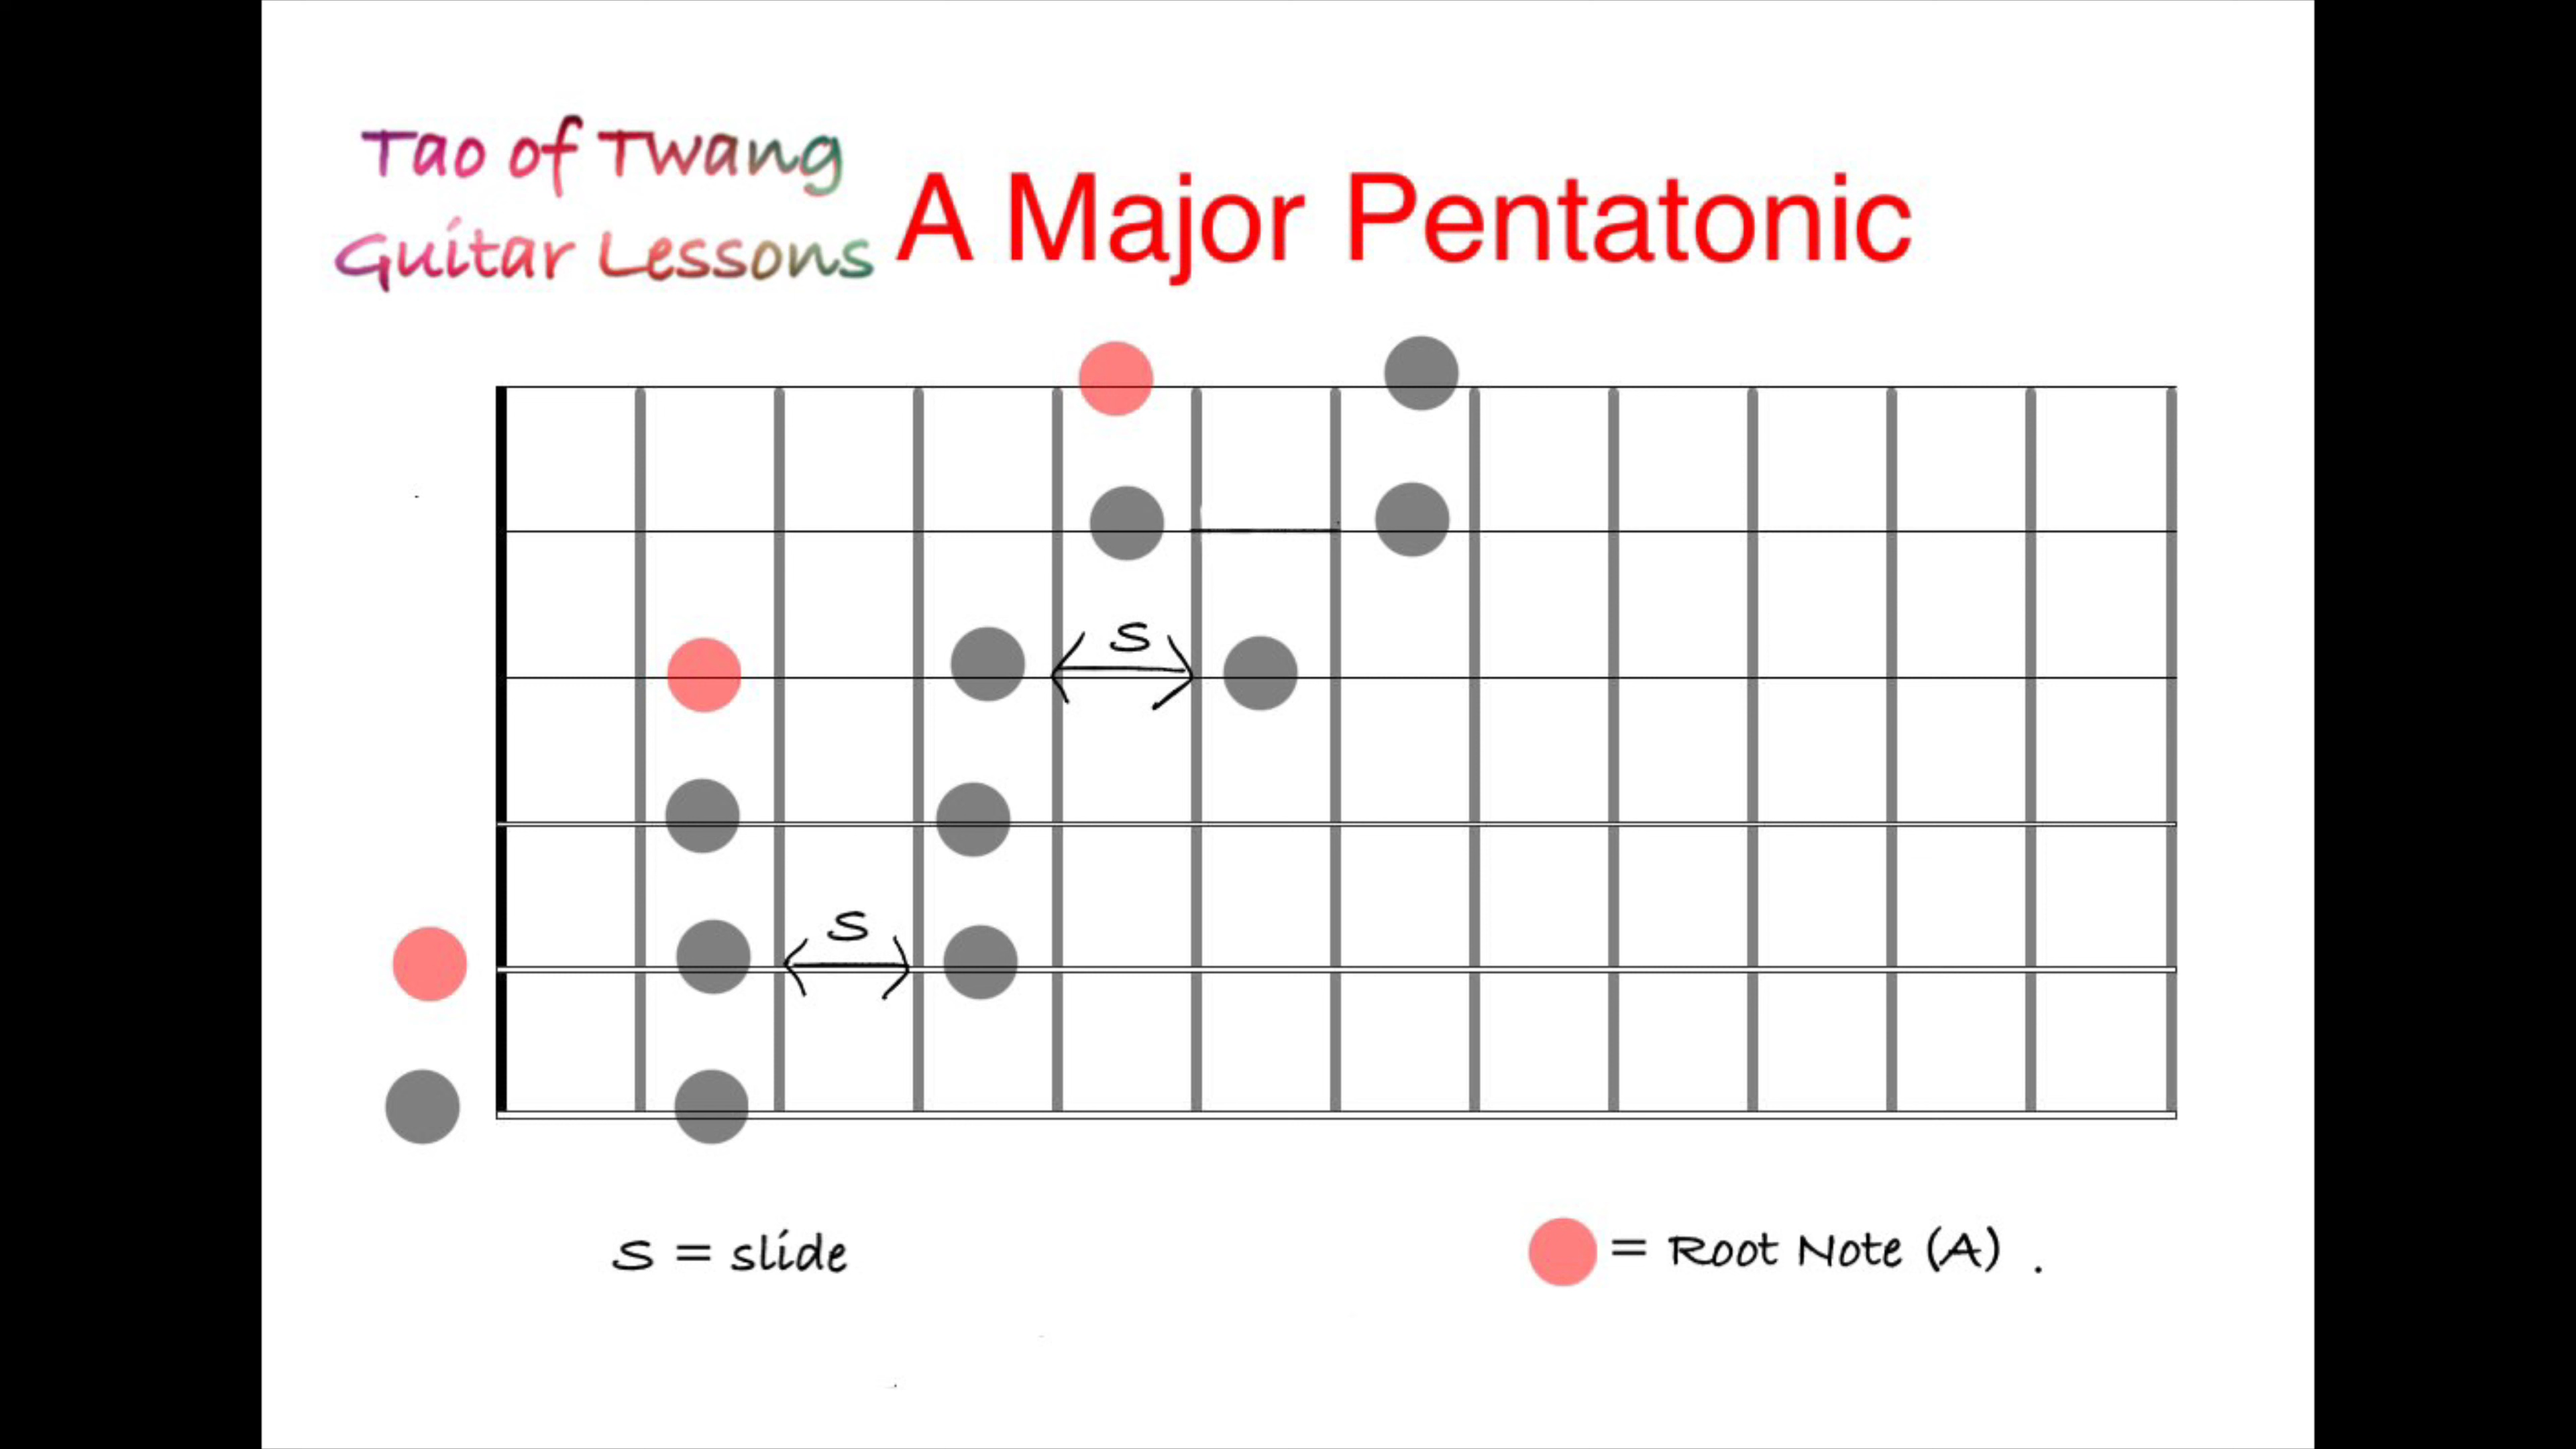 Tao of Twang
Guitar Lessons
A Major Pentatonic
S
S
S = slide
= Root Note (A) .